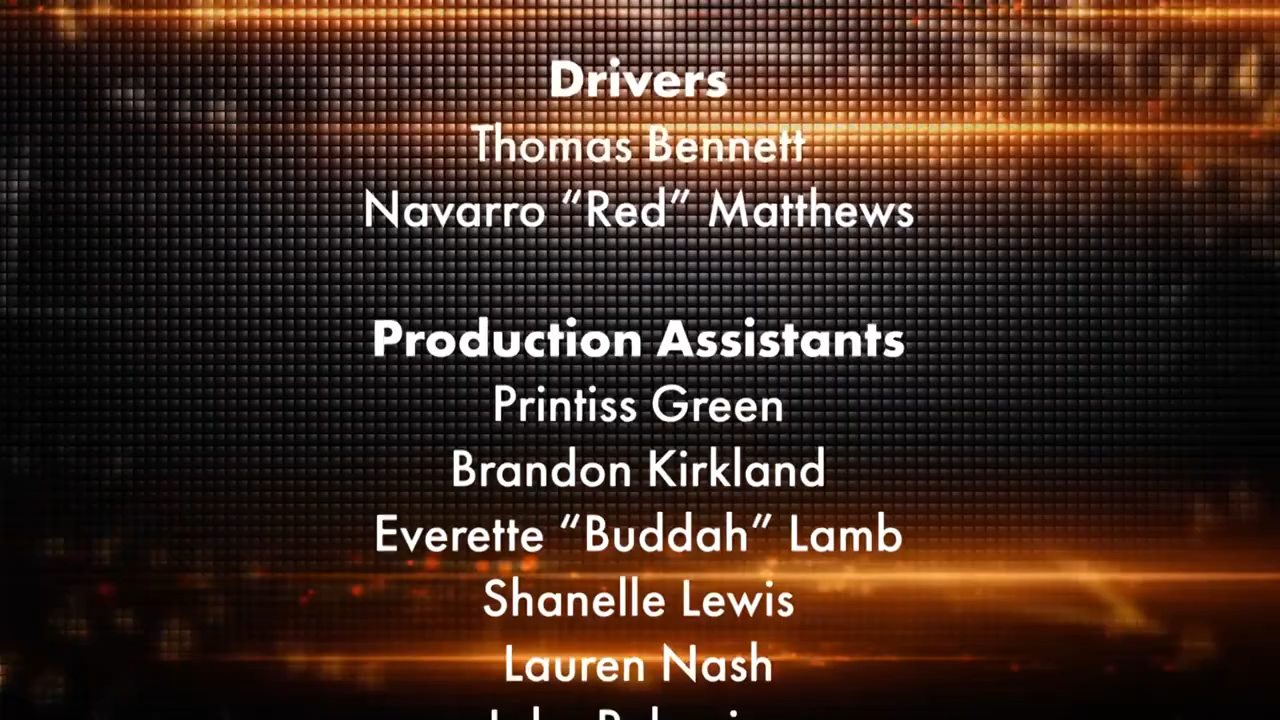 Drivers
Thomas Bennett
Navarro “Red” Matthews
Production Assistants
Printiss Green
Brandon Kirkland
Everette “Buddah” Lamb
Shanelle Lewis
Lauren Nash